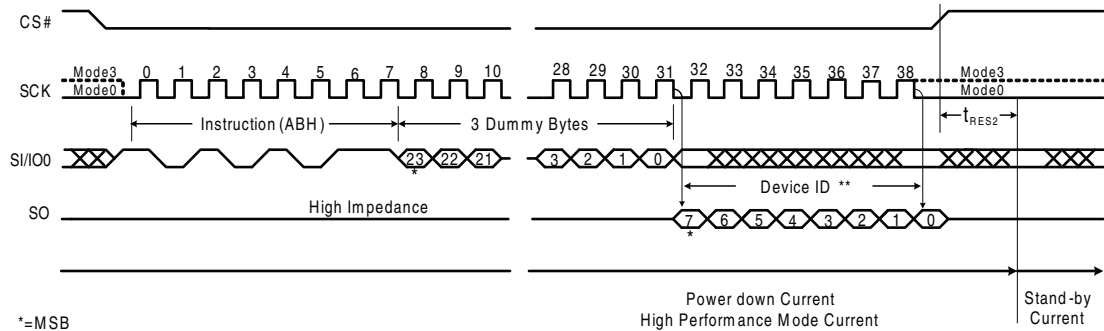 CS#
0 1 2 3 4 5 6 7 8 9 10 28 29 30 31 32 33 34 35 36 37 38
Mode3 Mode3
SCK Mode0 Mode0
Instruction (ABH) 3 Dummy Bytes tRES2
SI/IO0 23 22 21 3 2 1 0
*
Device ID **
High Impedance
SO 7 6 5 4 3 2 1 0
*
Power down Current Stand-by
High Performance Mode Current Current
*=MSB